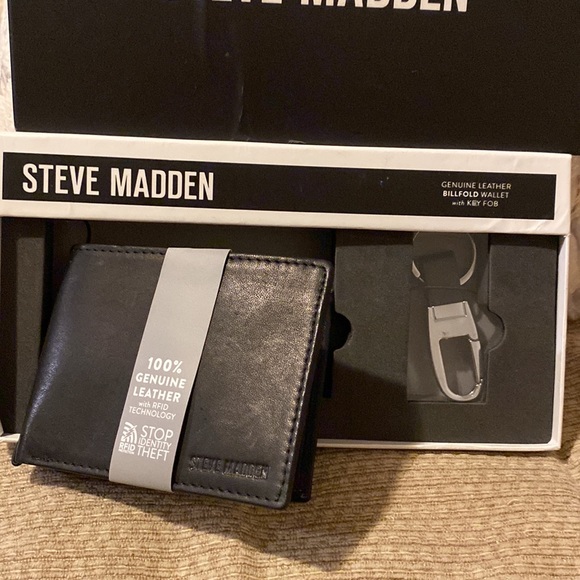 STEVE MADDEN
STEVE MADDEN
GENUINE LEATHER
BILLFOLD WALLET
with KEY FOB
100%
GENUINE
LEATHER
with RFID
TECHNOLOGY
RFID
STOP
IDENTITY
THEFT
STEVE MADDEN